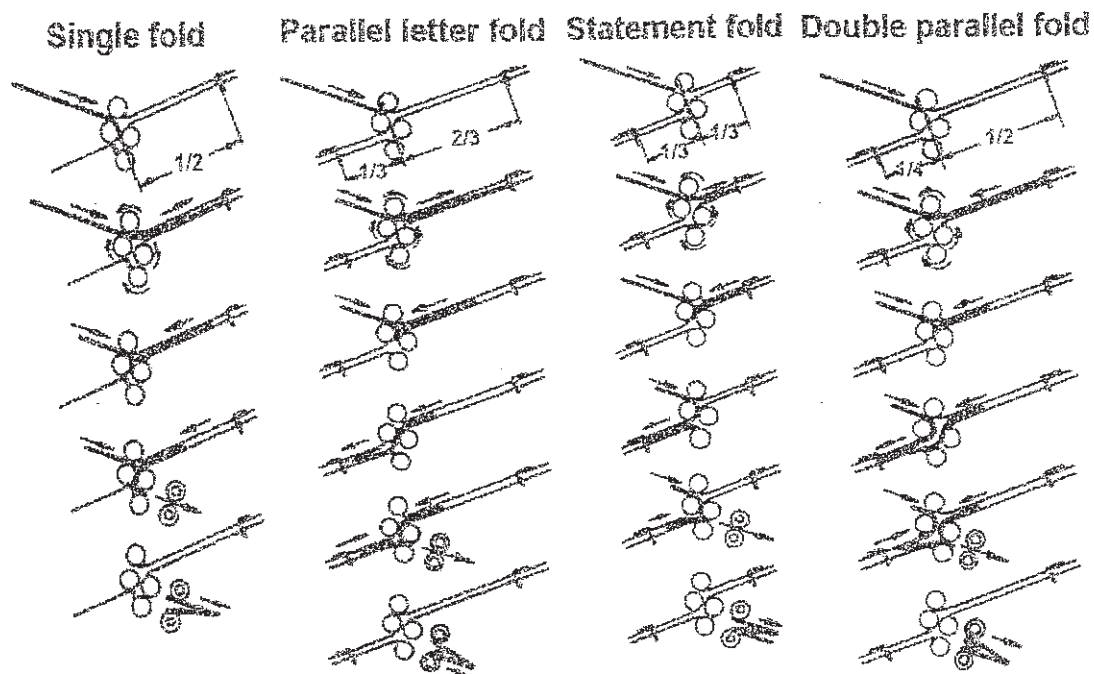 Single fold
Parallel letter fold
Statement fold
Double parallel fold
1/2
1/3
2/3
1/3
1/3
1/4
1/2